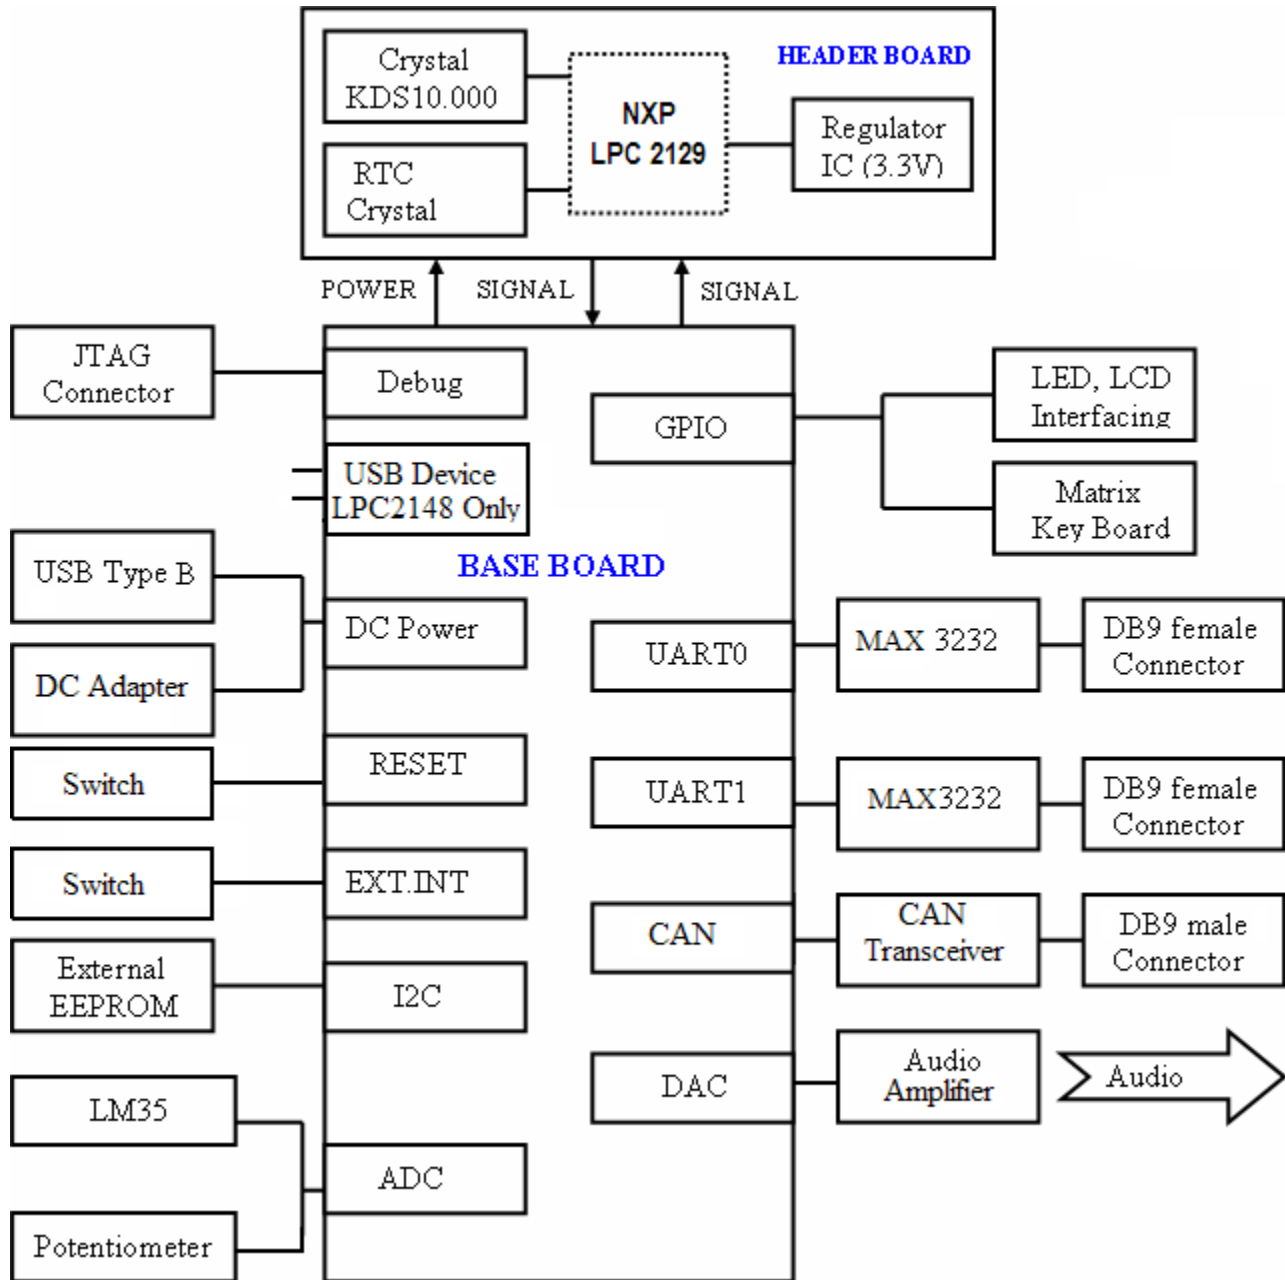 Crystal
KDS10.000
HEADER BOARD
NXP
LPC 2129
Regulator
IC (3.3V)
RTC
Crystal
POWER
SIGNAL
SIGNAL
JTAG
Connector
Debug
GPIO
LED, LCD
Interfacing
USB Device
LPC2148 Only
Matrix
Key Board
BASE BOARD
USB Type B
DC Power
DC Adapter
UART0
MAX 3232
DB9 female
Connector
Switch
RESET
UART1
MAX3232
DB9 female
Connector
Switch
EXT.INT
CAN
CAN
Transceiver
DB9 male
Connector
External
EEPROM
I2C
DAC
Audio
Amplifier
Audio
LM35
ADC
Potentiometer